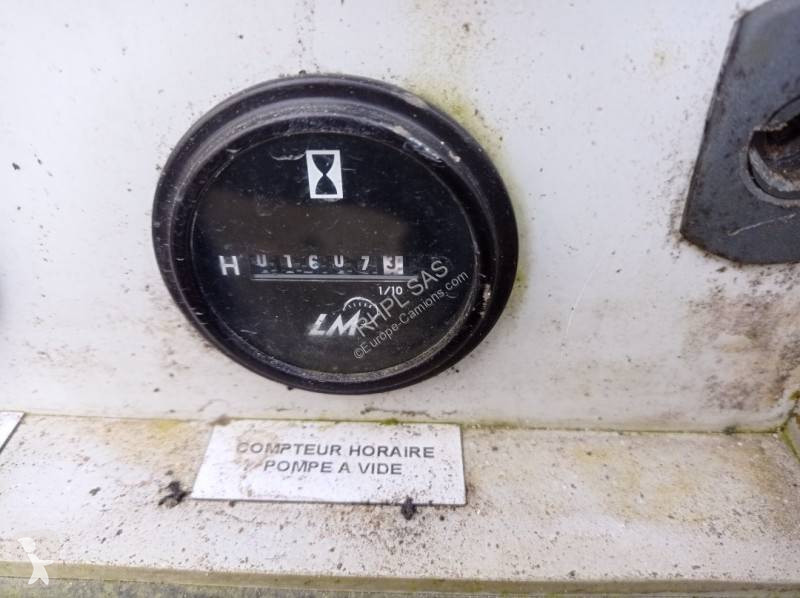 H 016073
1/10
LM
RHPL SAS
©Europe-Camions.com
COMPTEUR HORAIRE
POMPE A VIDE